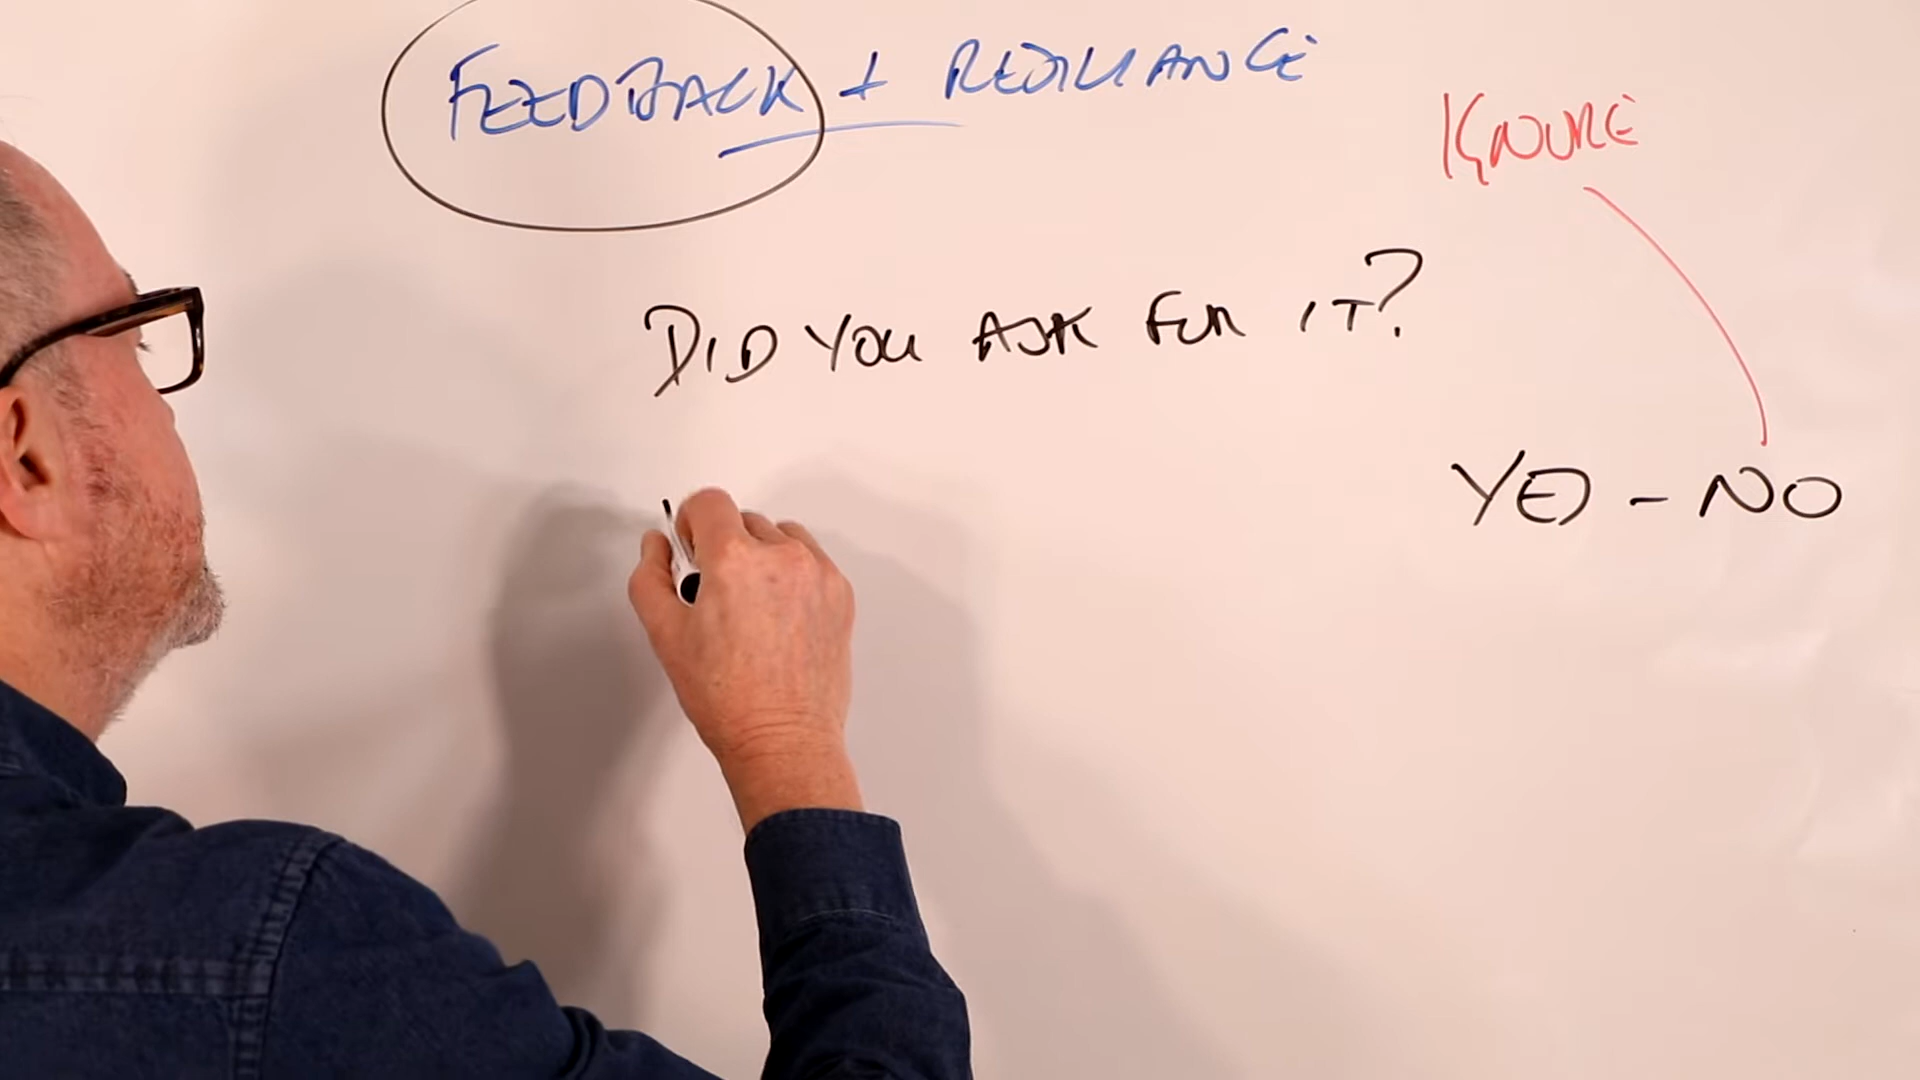 FEEDBACK + RESILIANCE
IGNORE
DID YOU ASK FOR IT?
YES - NO